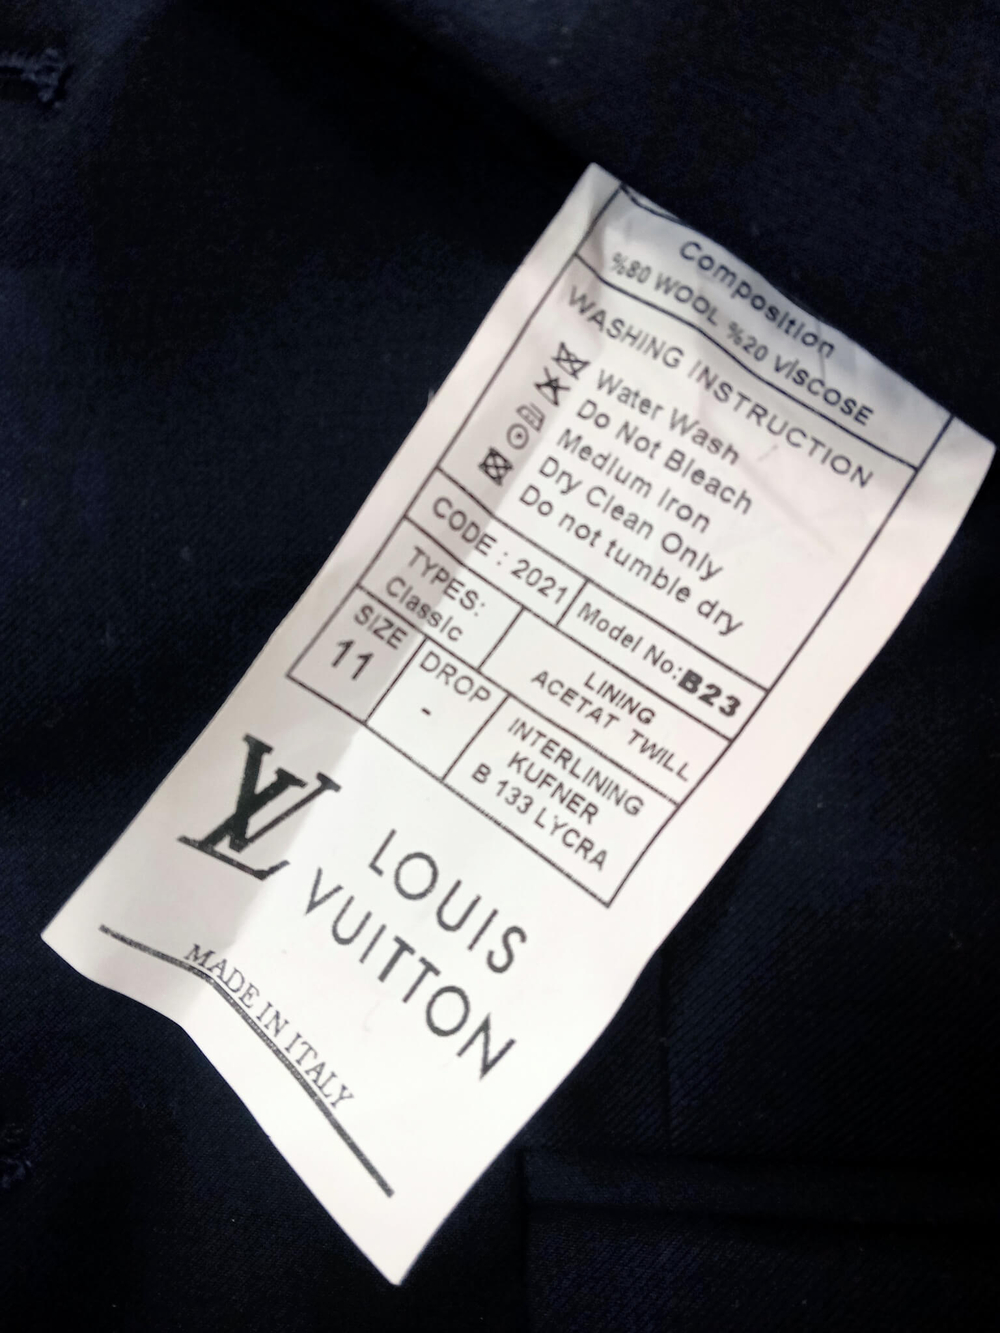 Composition
%80 WOOL %20 viscOSE
WASHING INSTRUCTION
Water Wash
Do Not Bleach
Medium Iron
Dry Clean Only
Do not tumble dry
CODE : 2021
Model No:B23
TYPES:
Classic
LINING
ACETAT TWILL
SIZE
11
DROP
-
INTERLINING
KUFNER
B 133 LYCRA
LV
LOUIS
VUITTON
MADE IN ITALY